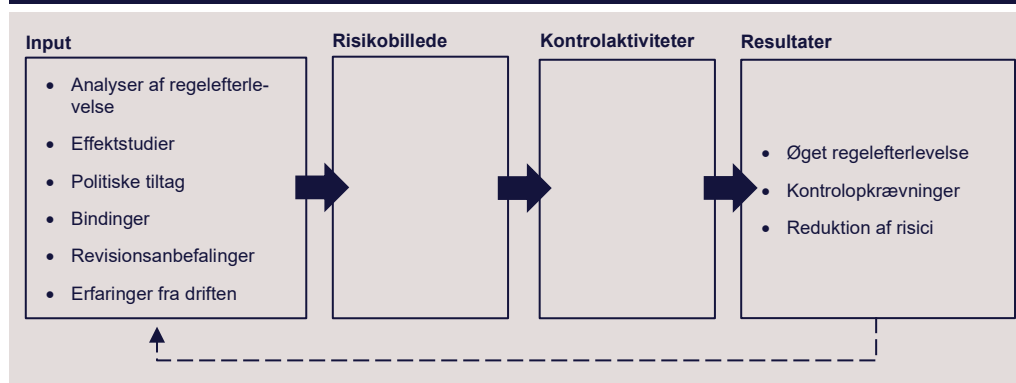 Input
Risikobillede
Kontrolaktiviteter
Resultater
• Analyser af regelefterle-
velse
• Effektstudier
• Politiske tiltag
• Bindinger
• Revisionsanbefalinger
• Erfaringer fra driften
• Øget regelefterlevelse
• Kontrolopkrævninger
• Reduktion af risici